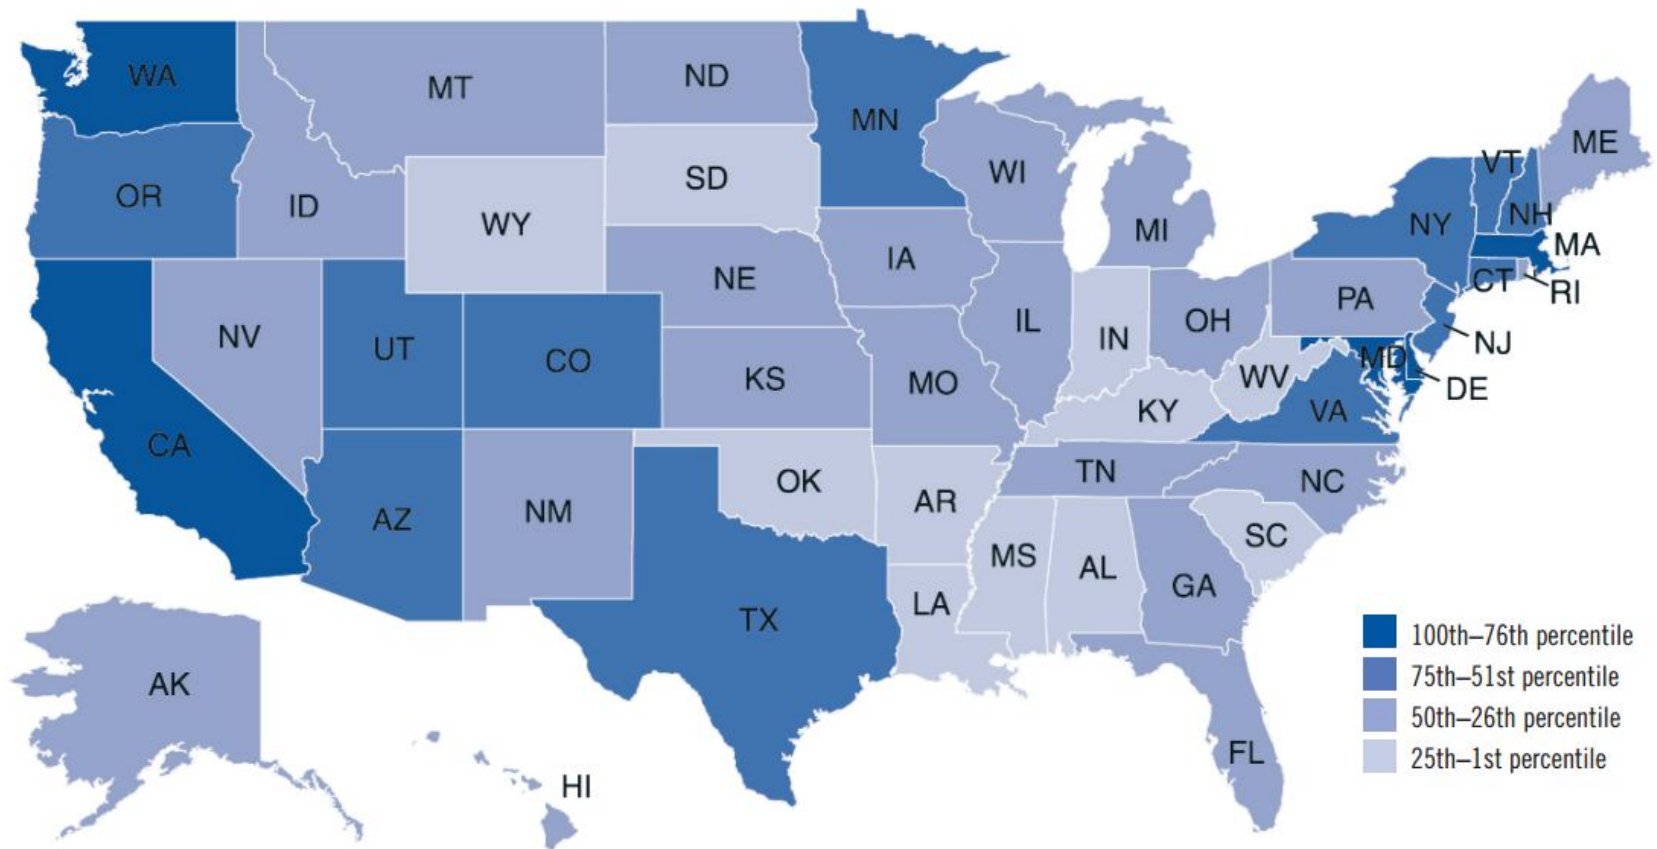 WA
MT
ND
MN
OR
ID
WY
SD
WI
MI
NY
VT
NH
ME
MA
CT
RI
NV
UT
CO
NE
IA
IL
IN
OH
PA
NJ
MD
DE
CA
KS
MO
KY
WV
VA
AZ
NM
OK
AR
TN
NC
SC
TX
LA
MS
AL
GA
FL
AK
HI
100th–76th percentile
75th–51st percentile
50th–26th percentile
25th–1st percentile